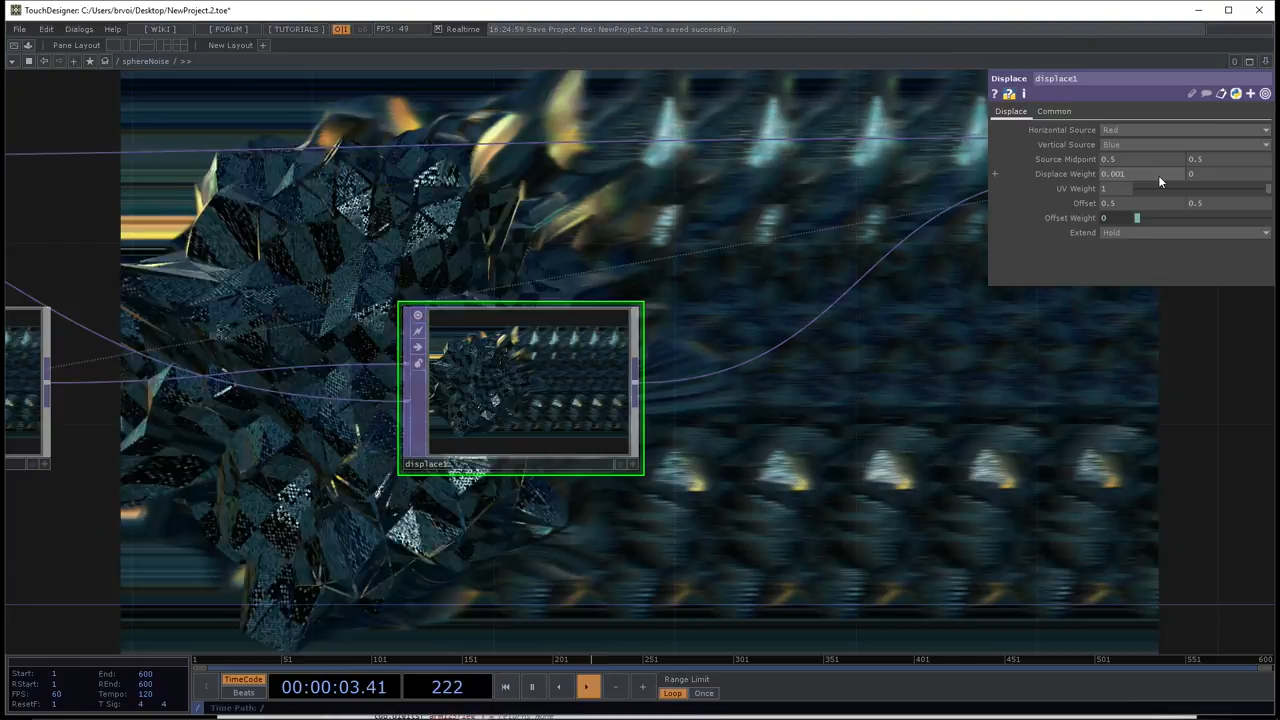 TouchDesigner: C:/Users/brvoi/Desktop/NewProject.2.toe*
File Edit Dialogs Help [ WIKI ] [ FORUM ] [ TUTORIALS ] O|I FPS: 49 Realtime 16:24:59 Save Project .toe: NewProject.2.toe saved successfully.
Pane Layout New Layout +
/ sphereNoise / >> 0
Displace displace1
? i
Displace Common
Horizontal Source Red
Vertical Source Blue
Source Midpoint 0.5 0.5
+ Displace Weight 0.001 0
UV Weight 1
Offset 0.5 0.5
Offset Weight 0
Extend Hold
displace1
1 51 101 151 201 251 301 351 401 451 501 551 600
Start: 1 End: 600
RStart: 1 REnd: 600
FPS: 60 Tempo: 120
ResetF: 1 T Sig: 4 4
TimeCode
Beats
00:00:03.41 222
Range Limit
Loop Once
/ Time Path: /